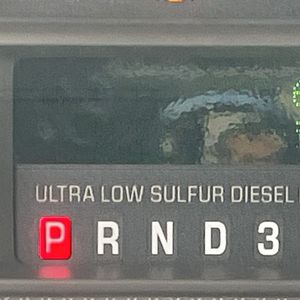 ULTRA LOW SULFUR DIESEL
P R N D 3